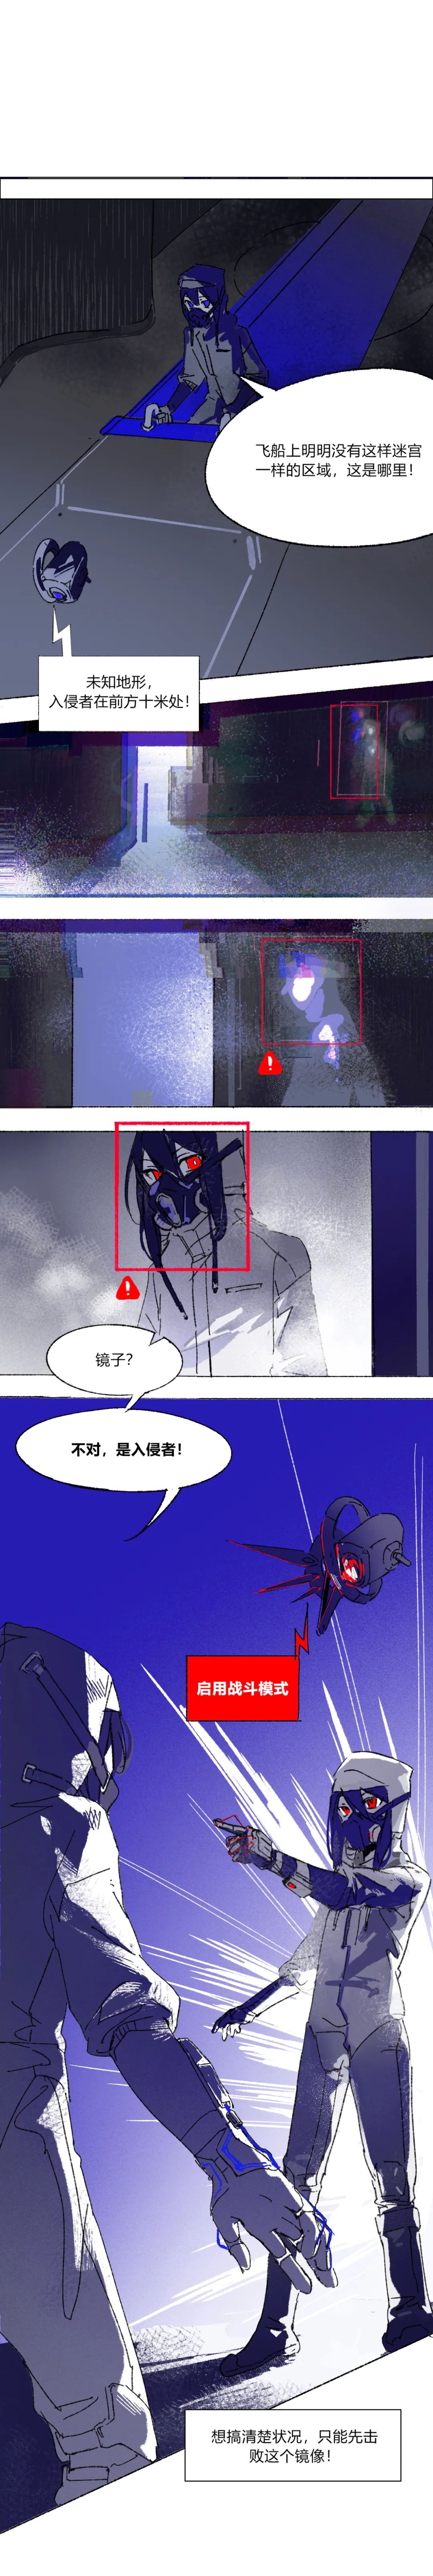 飞船上明明没有这样迷宫
一样的区域，这是哪里！
未知地形，
入侵者在前方十米处！
镜子？
不对，是入侵者！
启用战斗模式
想搞清楚状况，只能先击
败这个镜像！